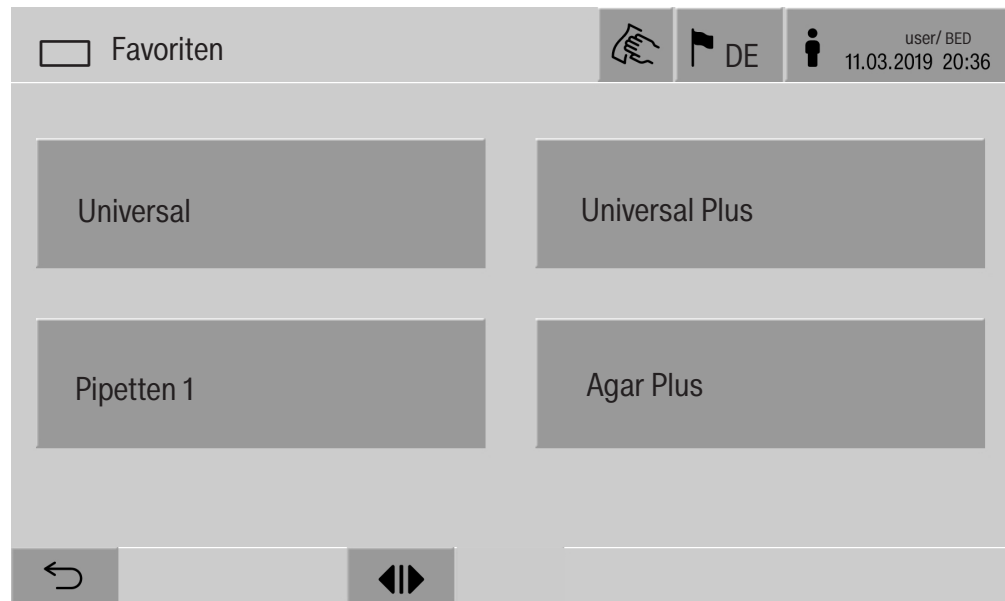 Favoriten
DE
user/ BED
11.03.2019 20:36
Universal
Universal Plus
Pipetten 1
Agar Plus